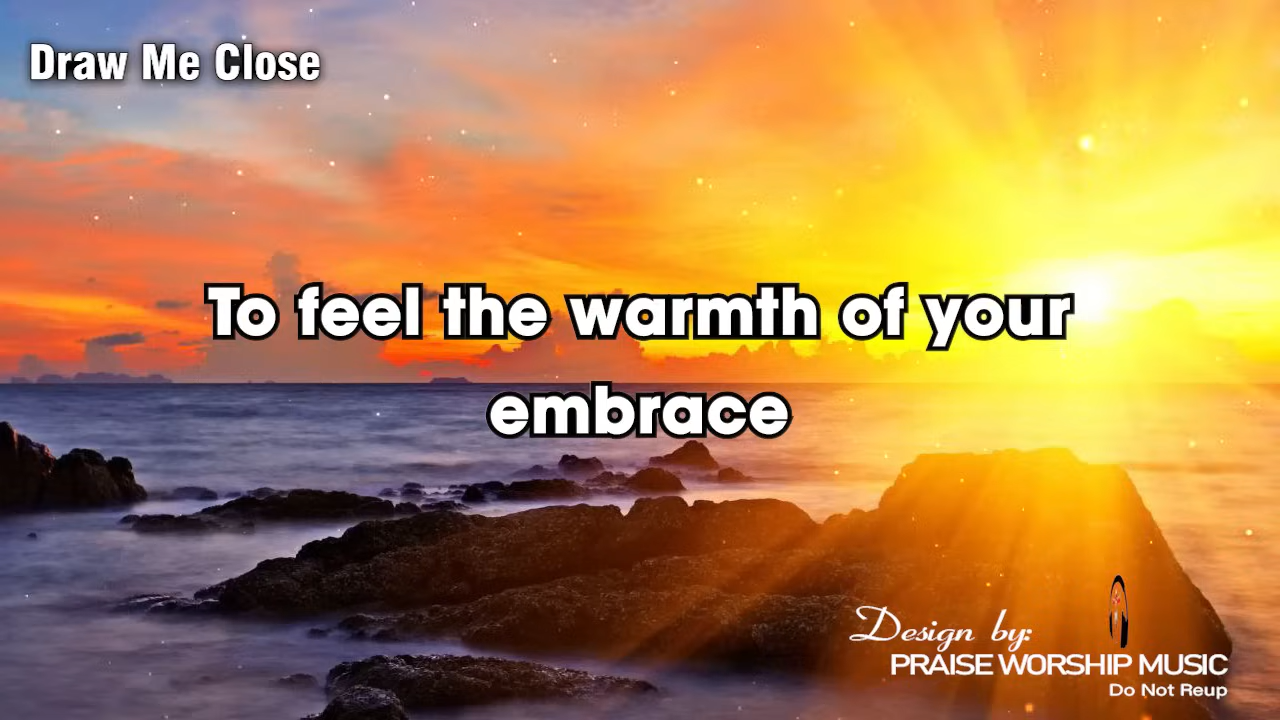 Draw Me Close
To feel the warmth of your
embrace
Design by:
PRAISE WORSHIP MUSIC
Do Not Reup